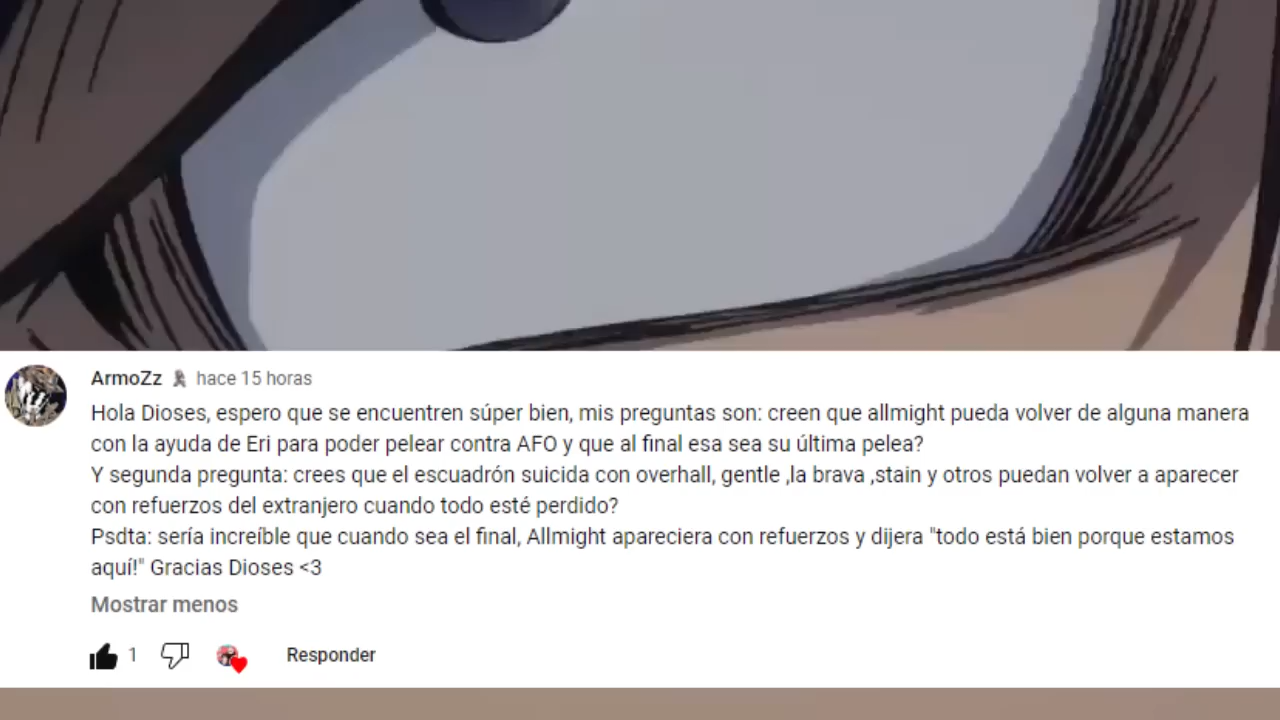 ArmoZz hace 15 horas
Hola Dioses, espero que se encuentren súper bien, mis preguntas son: creen que allmight pueda volver de alguna manera
con la ayuda de Eri para poder pelear contra AFO y que al final esa sea su última pelea?
Y segunda pregunta: crees que el escuadrón suicida con overhall, gentle ,la brava ,stain y otros puedan volver a aparecer
con refuerzos del extranjero cuando todo esté perdido?
Psdta: sería increíble que cuando sea el final, Allmight apareciera con refuerzos y dijera "todo está bien porque estamos
aquí!" Gracias Dioses <3
Mostrar menos
1 Responder